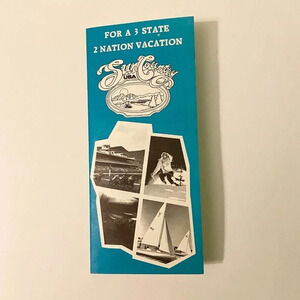 FOR A 3 STATE
2 NATION VACATION
Sun Country
USA